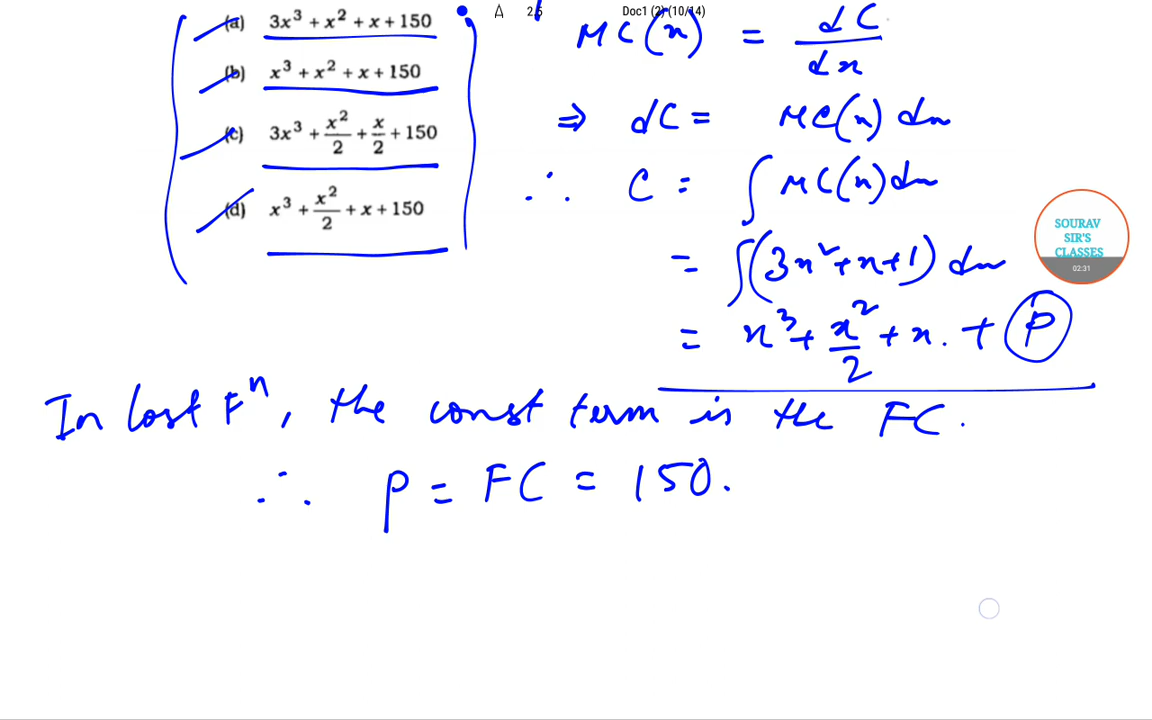 A 2.5 Doc1 (2) (10/14)
(a) 3x³ + x² + x + 150
(b) x³ + x² + x + 150
(c) 3x³ + x²/2 + x/2 + 150
(d) x³ + x²/2 + x + 150
MC(x) = dC/dx
⇒ dC = MC(x) dx
∴ C = ∫ MC(x) dx
= ∫(3x² + x + 1) dx
= x³ + x²/2 + x. + P
SOURAV
SIR'S
CLASSES
02:31
In Cost Fⁿ, the const term is the FC.
∴ P = FC = 150.